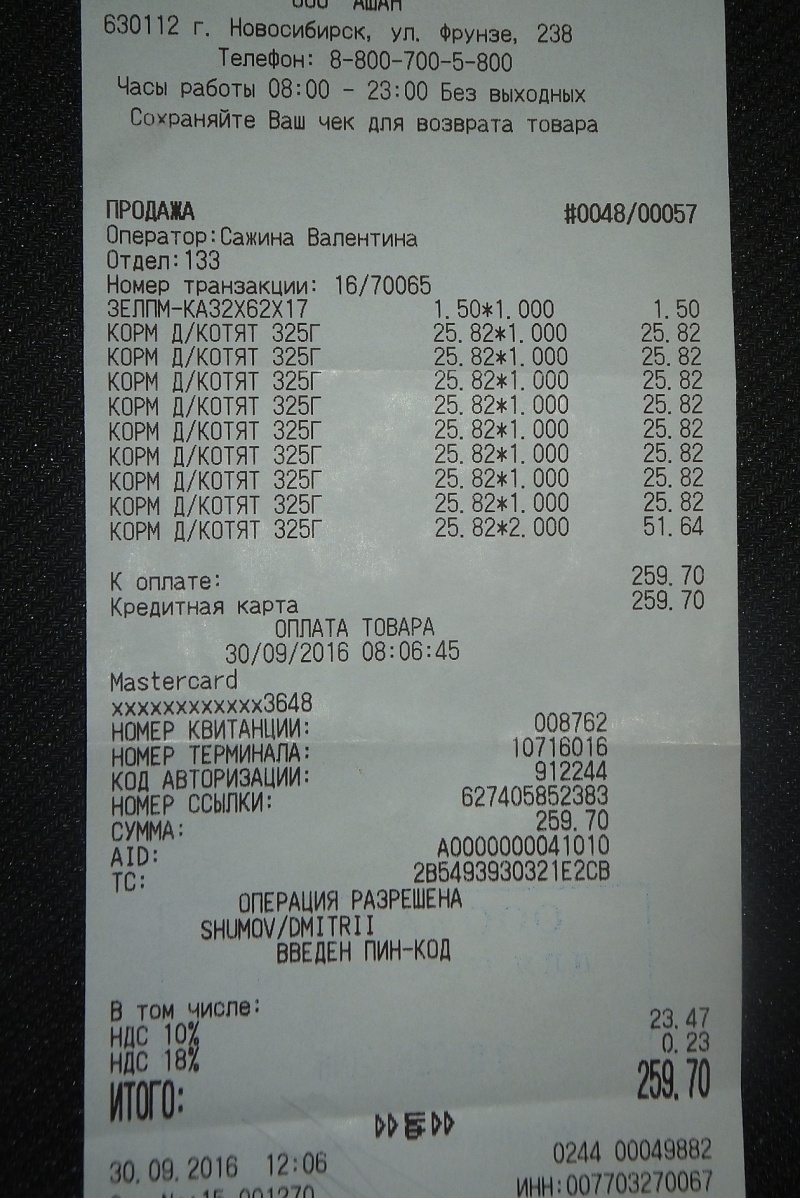 ООО АШАН
630112 г. Новосибирск, ул. Фрунзе, 238
Телефон: 8-800-700-5-800
Часы работы 08:00 - 23:00 Без выходных
Сохраняйте Ваш чек для возврата товара
ПРОДАЖА #0048/00057
Оператор:Сажина Валентина
Отдел:133
Номер транзакции: 16/70065
ЗЕЛПМ-КА32Х62Х17 1.50*1.000 1.50
КОРМ Д/КОТЯТ 325Г 25.82*1.000 25.82
КОРМ Д/КОТЯТ 325Г 25.82*1.000 25.82
КОРМ Д/КОТЯТ 325Г 25.82*1.000 25.82
КОРМ Д/КОТЯТ 325Г 25.82*1.000 25.82
КОРМ Д/КОТЯТ 325Г 25.82*1.000 25.82
КОРМ Д/КОТЯТ 325Г 25.82*1.000 25.82
КОРМ Д/КОТЯТ 325Г 25.82*1.000 25.82
КОРМ Д/КОТЯТ 325Г 25.82*1.000 25.82
КОРМ Д/КОТЯТ 325Г 25.82*2.000 51.64
К оплате: 259.70
Кредитная карта 259.70
ОПЛАТА ТОВАРА
30/09/2016 08:06:45
Mastercard
xxxxxxxxxxxx3648
НОМЕР КВИТАНЦИИ: 008762
НОМЕР ТЕРМИНАЛА: 10716016
КОД АВТОРИЗАЦИИ: 912244
НОМЕР ССЫЛКИ: 627405852383
СУММА: 259.70
AID: A0000000041010
TC: 2B5493930321E2CB
ОПЕРАЦИЯ РАЗРЕШЕНА
SHUMOV/DMITRII
ВВЕДЕН ПИН-КОД
В том числе:
НДС 10% 23.47
НДС 18% 0.23
ИТОГО: 259.70
30.09.2016 12:06 0244 00049882
ИНН:007703270067